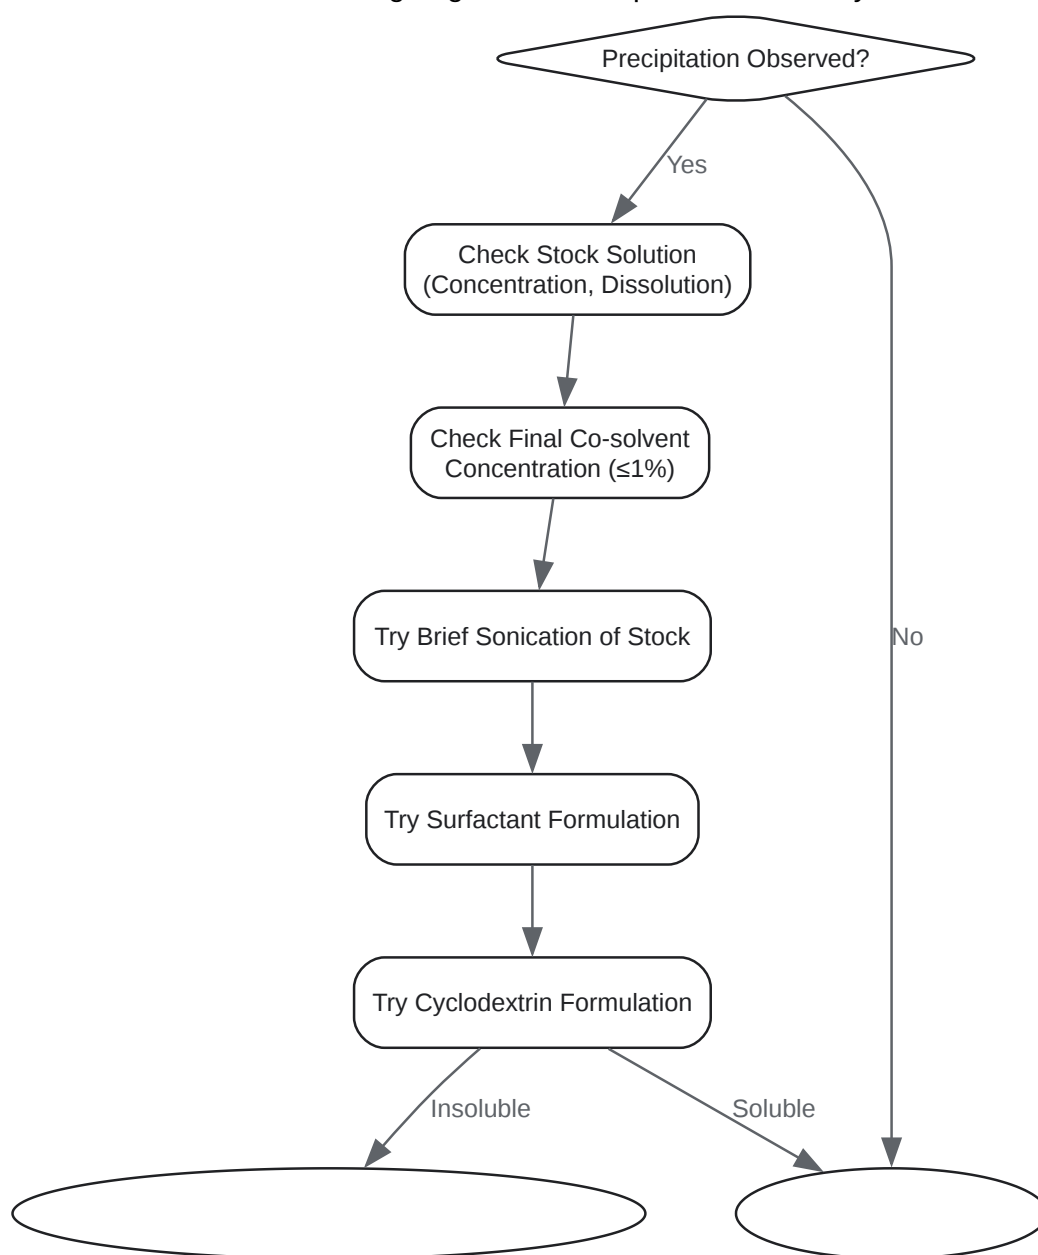 Precipitation Observed?
Yes
Check Stock Solution
(Concentration, Dissolution)
Check Final Co-solvent
Concentration (≤1%)
Try Brief Sonication of Stock
No
Try Surfactant Formulation
Try Cyclodextrin Formulation
Insoluble
Soluble